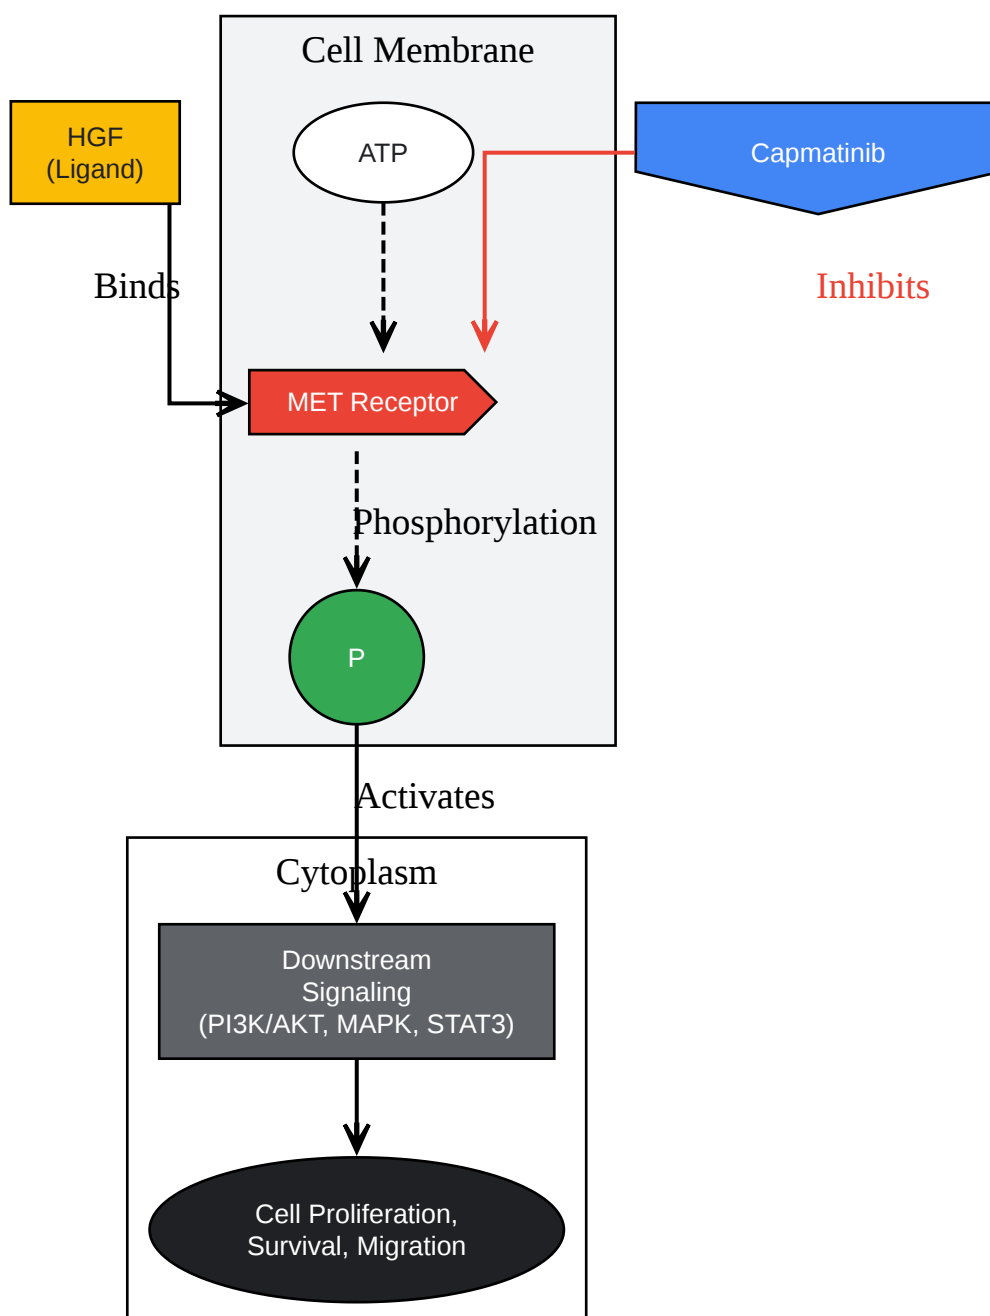 Cell Membrane
HGF
(Ligand)
ATP
Capmatinib
Binds
Inhibits
MET Receptor
Phosphorylation
P
Activates
Cytoplasm
Downstream
Signaling
(PI3K/AKT, MAPK, STAT3)
Cell Proliferation,
Survival, Migration